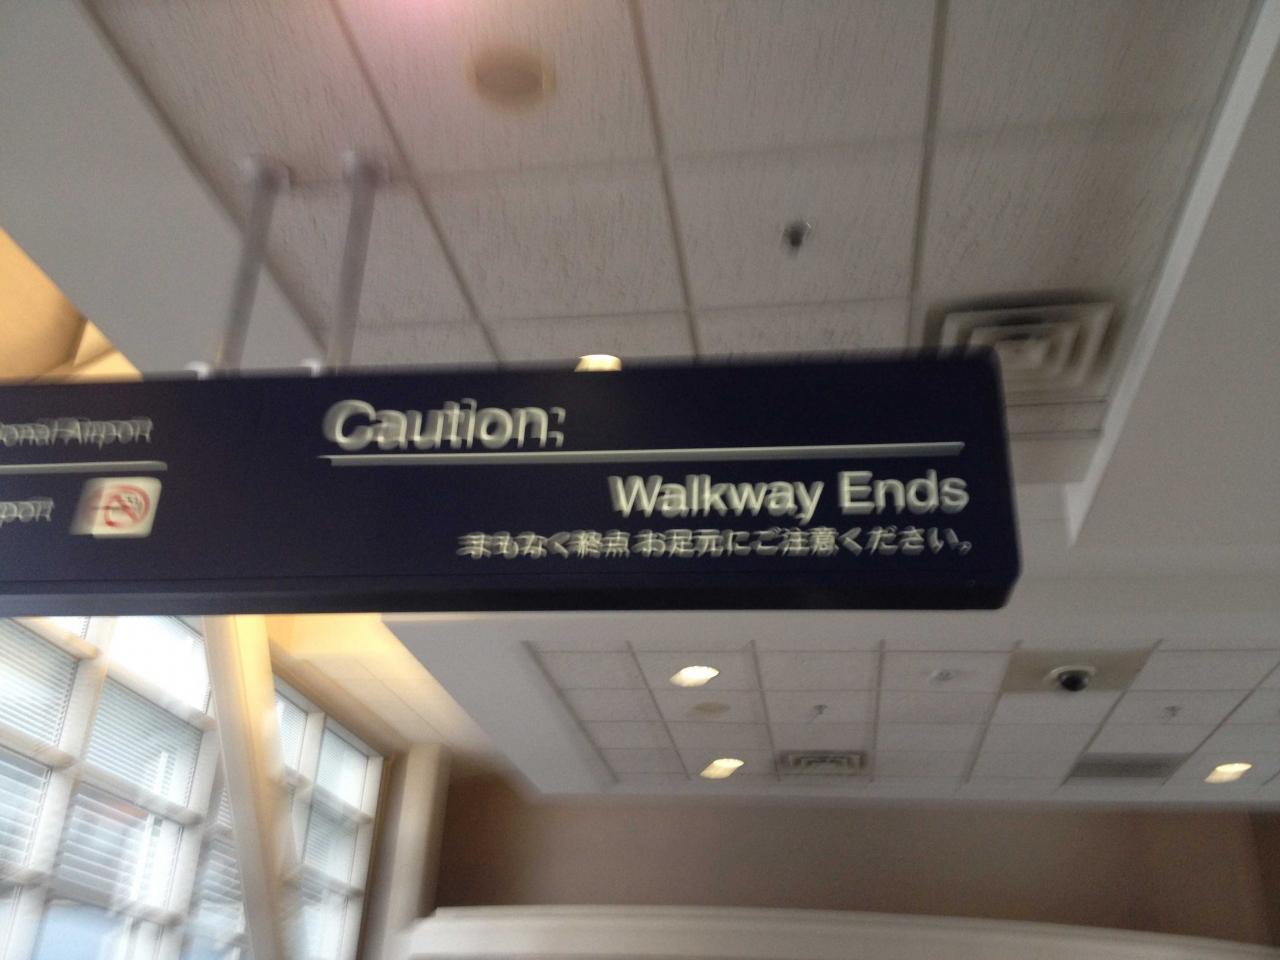 Airport
Caution:
Walkway Ends
まもなく終点 お足元にご注意ください。